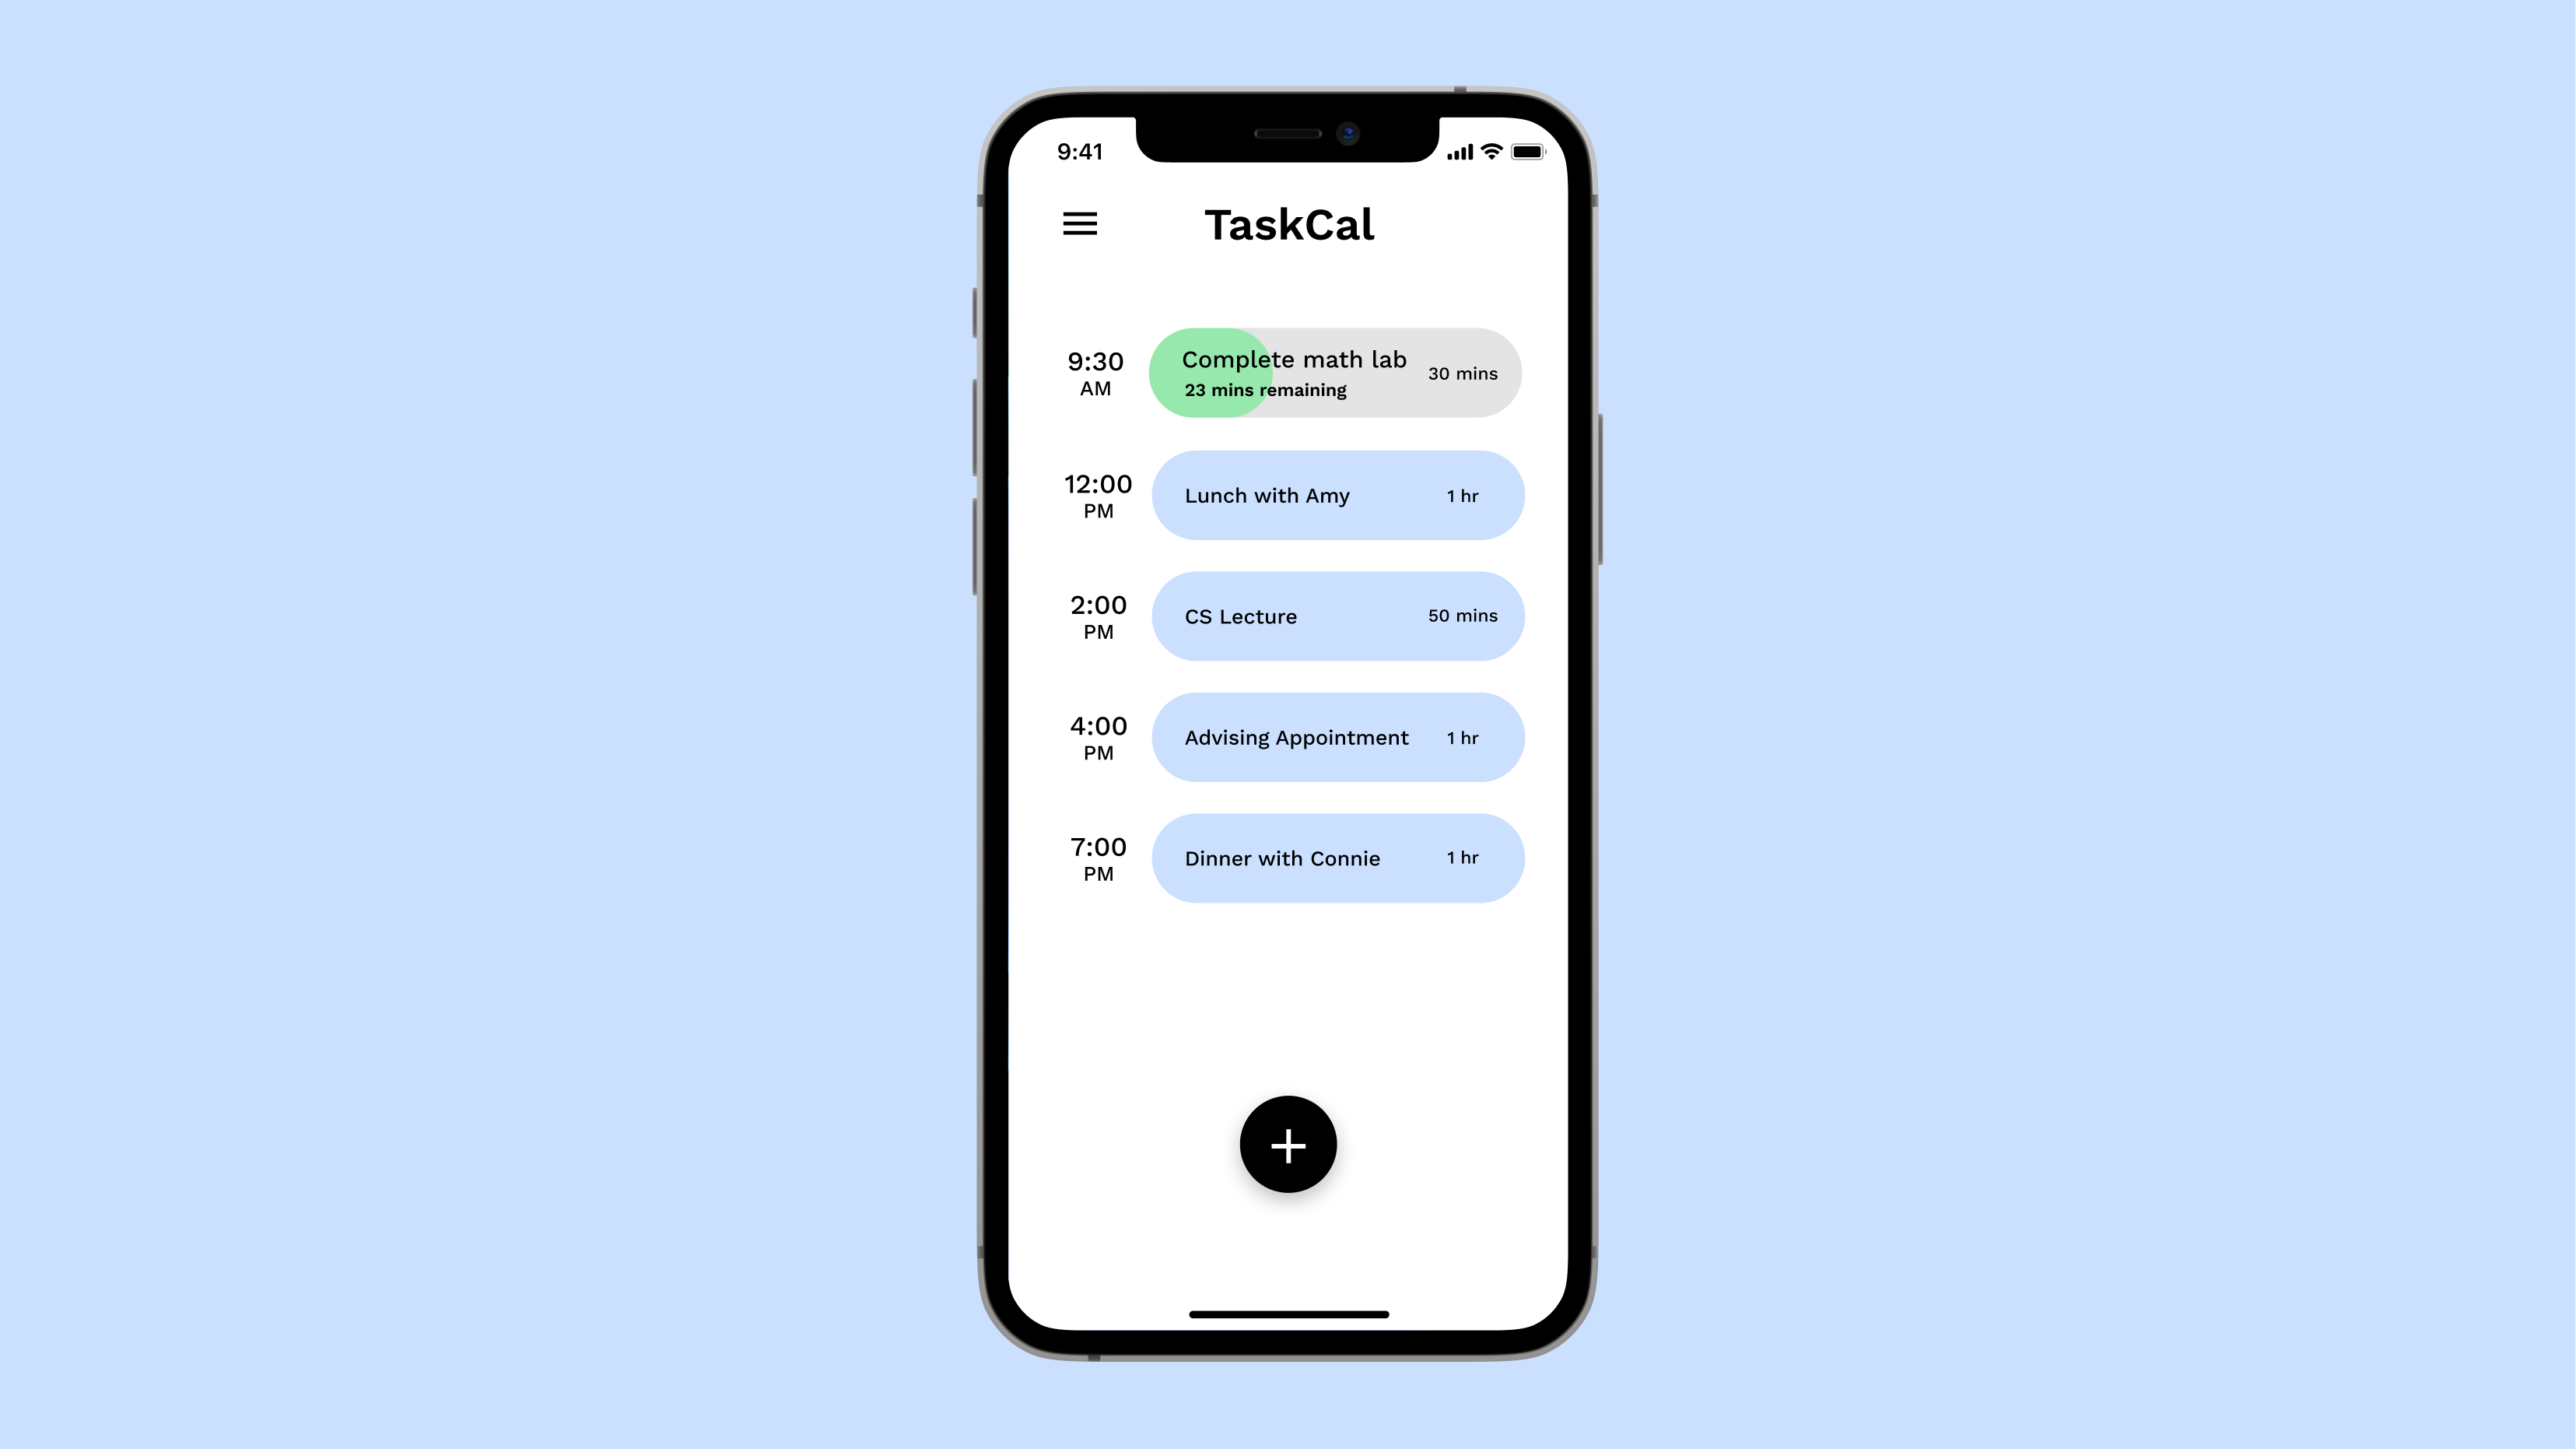 9:41
TaskCal
9:30
AM
Complete math lab
23 mins remaining
30 mins
12:00
PM
Lunch with Amy
1 hr
2:00
PM
CS Lecture
50 mins
4:00
PM
Advising Appointment
1 hr
7:00
PM
Dinner with Connie
1 hr
+